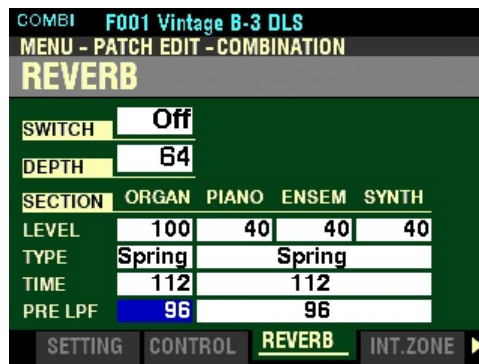 COMBI F001 Vintage B-3 DLS
MENU - PATCH EDIT - COMBINATION
REVERB
SWITCH Off
DEPTH 64
SECTION ORGAN PIANO ENSEM SYNTH
LEVEL 100 40 40 40
TYPE Spring Spring
TIME 112 112
PRE LPF 96 96
SETTING CONTROL REVERB INT.ZONE